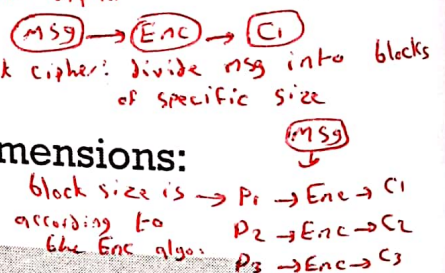 Msg → Enc → Ci
k cipher: divide msg into blocks
of specific size
Msg
mensions:
block size is → P1 → Enc → C1
according to P2 → Enc → C2
the Enc algo. P3 → Enc → C3